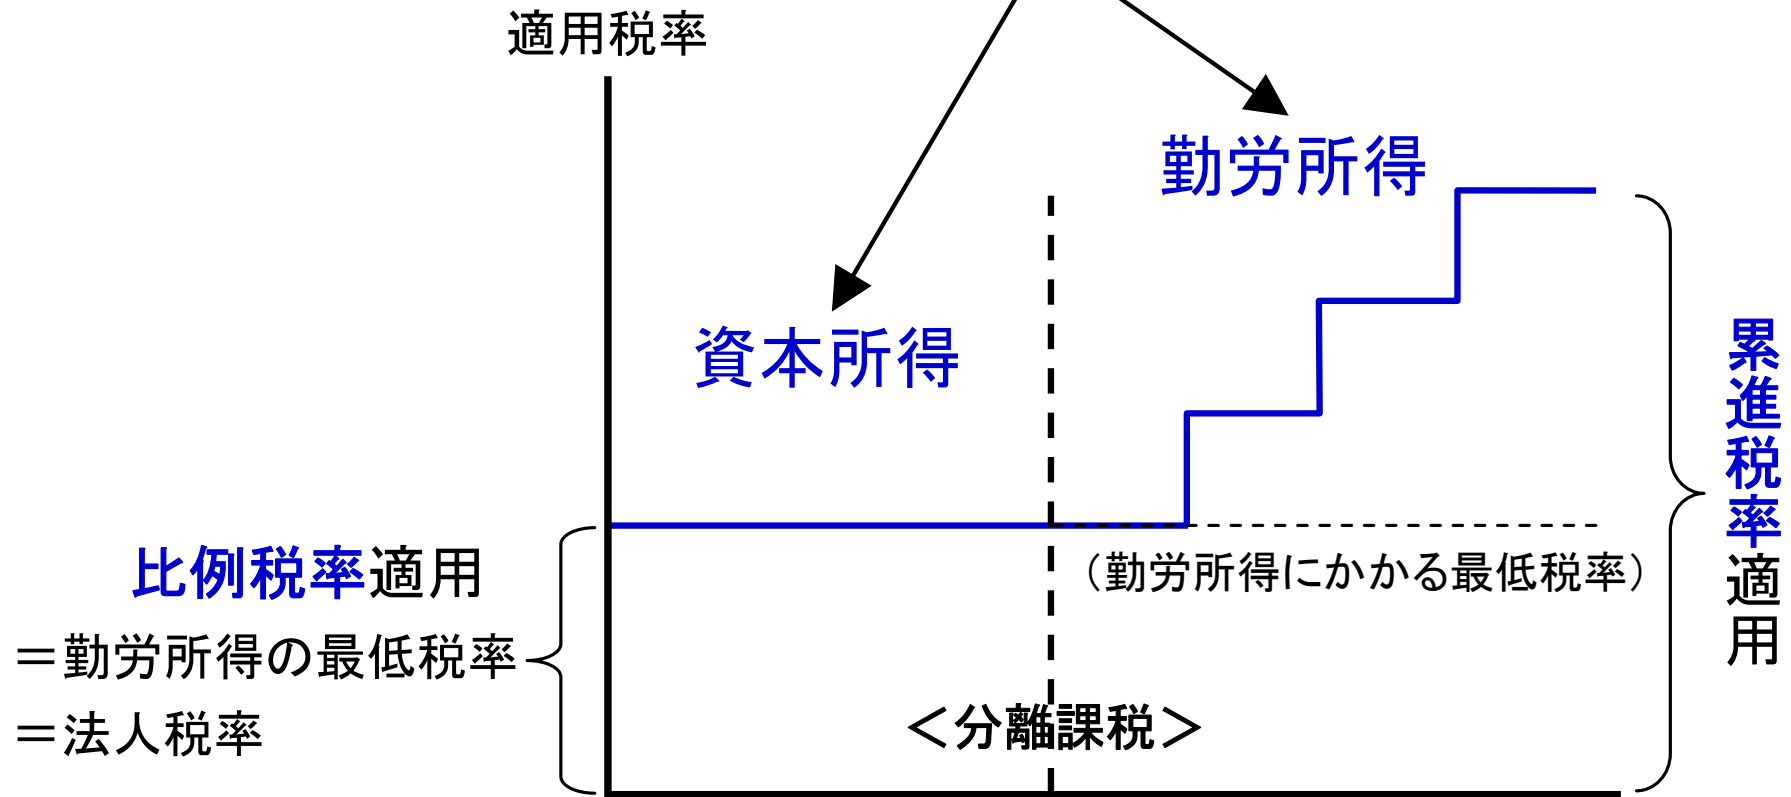 適用税率
勤労所得
資本所得
累進税率適用
比例税率適用
（勤労所得にかかる最低税率）
＝勤労所得の最低税率
＝法人税率
＜分離課税＞